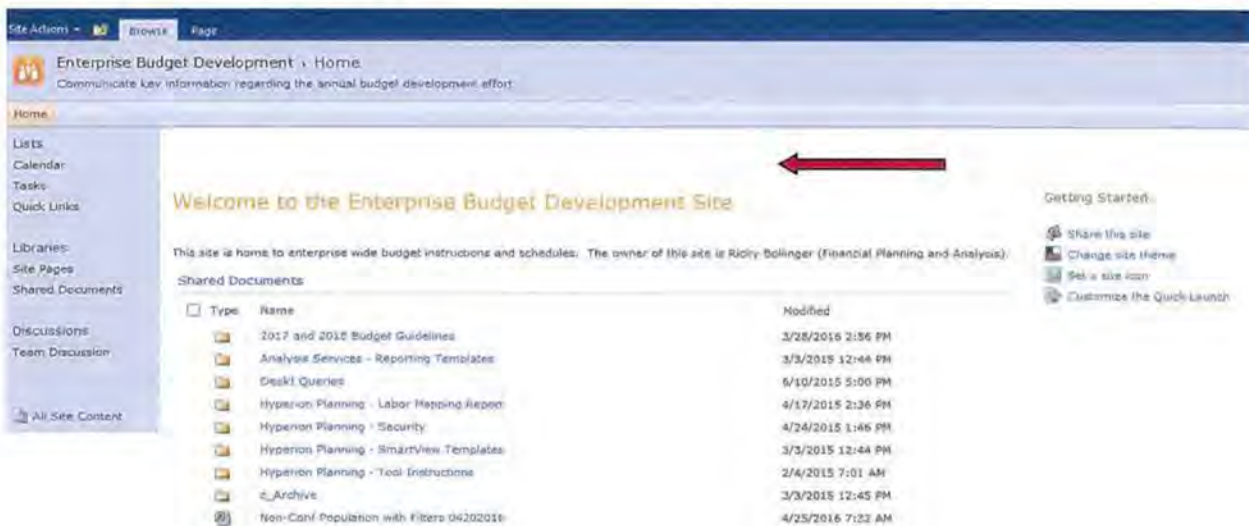 Site Actions
Browse
Page
Enterprise Budget Development › Home
Communicate key information regarding the annual budget development effort
Home
Lists
Calendar
Tasks
Quick Links
Libraries
Site Pages
Shared Documents
Discussions
Team Discussion
All Site Content
Welcome to the Enterprise Budget Development Site
This site is home to enterprise wide budget instructions and schedules. The owner of this site is Ricky Bollinger (Financial Planning and Analysis).
Shared Documents
Type Name Modified
2017 and 2018 Budget Guidelines 3/28/2016 2:56 PM
Analysis Services - Reporting Templates 3/3/2015 12:44 PM
DeskI Queries 6/10/2015 5:00 PM
Hyperion Planning - Labor Mapping Report 4/17/2015 2:36 PM
Hyperion Planning - Security 4/24/2015 1:46 PM
Hyperion Planning - SmartView Templates 3/3/2015 12:44 PM
Hyperion Planning - Tool Instructions 2/4/2015 7:01 AM
z_Archive 3/3/2015 12:45 PM
Non-Conf Population with Filters 04202016 4/25/2016 7:22 AM
Getting Started
Share this site
Change site theme
Set a site icon
Customize the Quick Launch